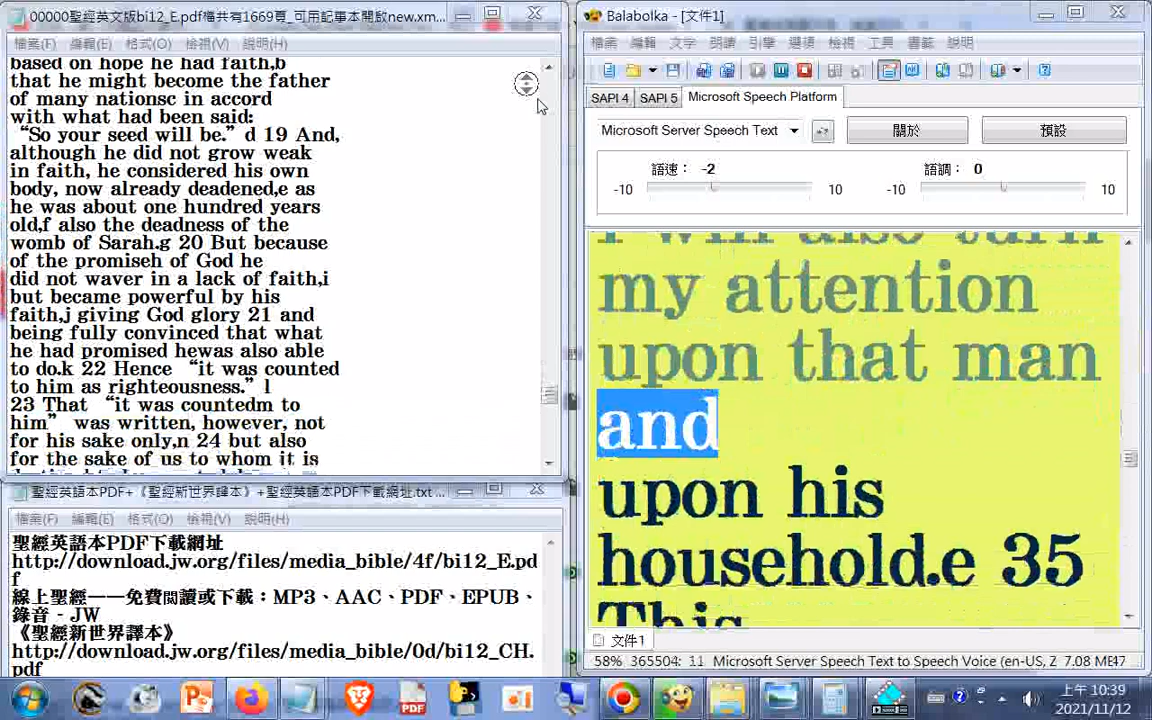 00000聖經英文版bi12_E.pdf檔共有1669頁_可用記事本開啟new.xm...
檔案(F) 編輯(E) 格式(O) 檢視(V) 說明(H)
based on hope he had faith,b
that he might become the father
of many nationsc in accord
with what had been said:
“So your seed will be.” d 19 And,
although he did not grow weak
in faith, he considered his own
body, now already deadened,e as
he was about one hundred years
old,f also the deadness of the
womb of Sarah.g 20 But because
of the promiseh of God he
did not waver in a lack of faith,i
but became powerful by his
faith,j giving God glory 21 and
being fully convinced that what
he had promised hewas also able
to do.k 22 Hence “it was counted
to him as righteousness.” l
23 That “it was countedm to
him” was written, however, not
for his sake only,n 24 but also
for the sake of us to whom it is
聖經英語本PDF+《聖經新世界譯本》+聖經英語本PDF下載網址.txt ...
檔案(F) 編輯(E) 格式(O) 檢視(V) 說明(H)
聖經英語本PDF下載網址
http://download.jw.org/files/media_bible/4f/bi12_E.pd
f
線上聖經——免費閱讀或下載：MP3、AAC、PDF、EPUB、
錄音 - JW
《聖經新世界譯本》
http://download.jw.org/files/media_bible/0d/bi12_CH.
pdf
Balabolka - [文件1]
檔案 編輯 文字 朗讀 引擎 選項 檢視 工具 書籤 說明
SAPI 4 SAPI 5 Microsoft Speech Platform
Microsoft Server Speech Text 關於 預設
語速： -2 語調： 0
-10 10 -10 10
I will also turn
my attention
upon that man
and
upon his
household.e 35
This
文件1
58% 365504: 11 Microsoft Server Speech Text to Speech Voice (en-US, Z 7.08 ME47
PDF
上午 10:39
2021/11/12